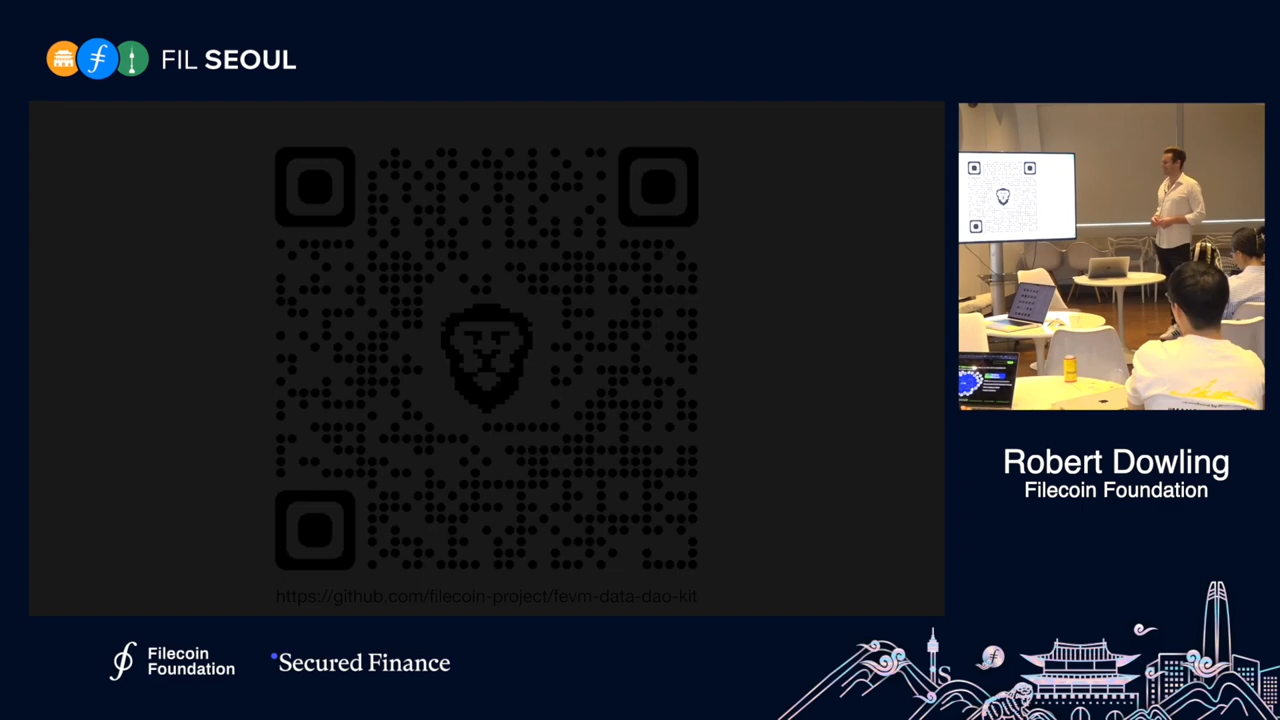 FIL SEOUL
https://github.com/filecoin-project/fevm-data-dao-kit
Robert Dowling
Filecoin Foundation
Filecoin
Foundation
Secured Finance